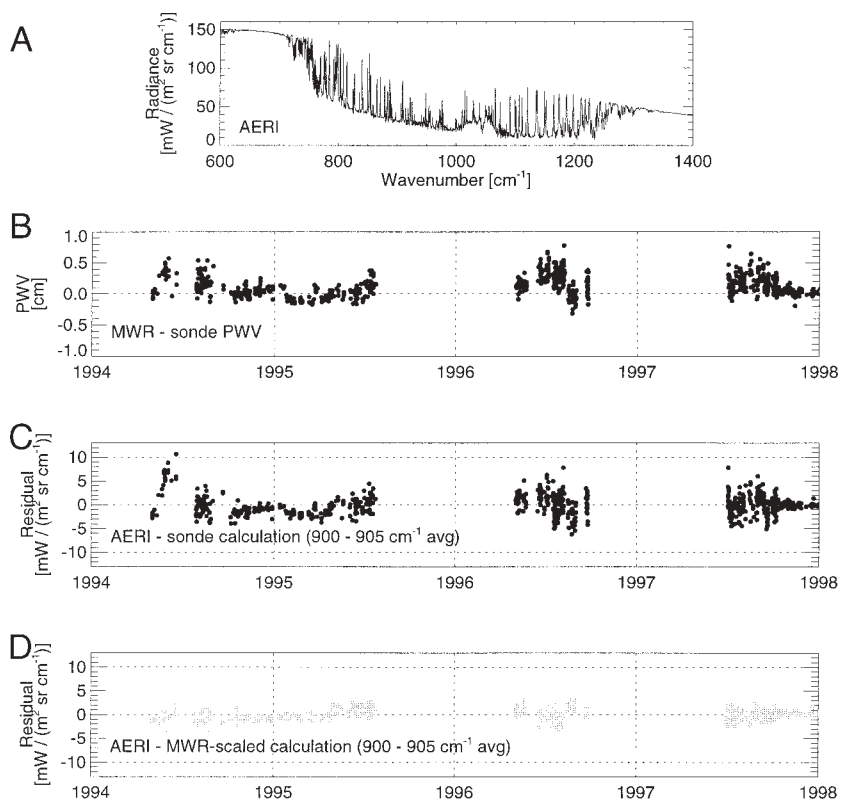 A
Radiance
[mW / (m² sr cm⁻¹)]
150
100
50
0
AERI
600 800 1000 1200 1400
Wavenumber [cm⁻¹]
B
PWV
[cm]
1.0
0.5
0.0
-0.5
-1.0
MWR - sonde PWV
1994 1995 1996 1997 1998
C
Residual
[mW / (m² sr cm⁻¹)]
10
5
0
-5
-10
AERI - sonde calculation (900 - 905 cm⁻¹ avg)
1994 1995 1996 1997 1998
D
Residual
[mW / (m² sr cm⁻¹)]
10
5
0
-5
-10
AERI - MWR-scaled calculation (900 - 905 cm⁻¹ avg)
1994 1995 1996 1997 1998